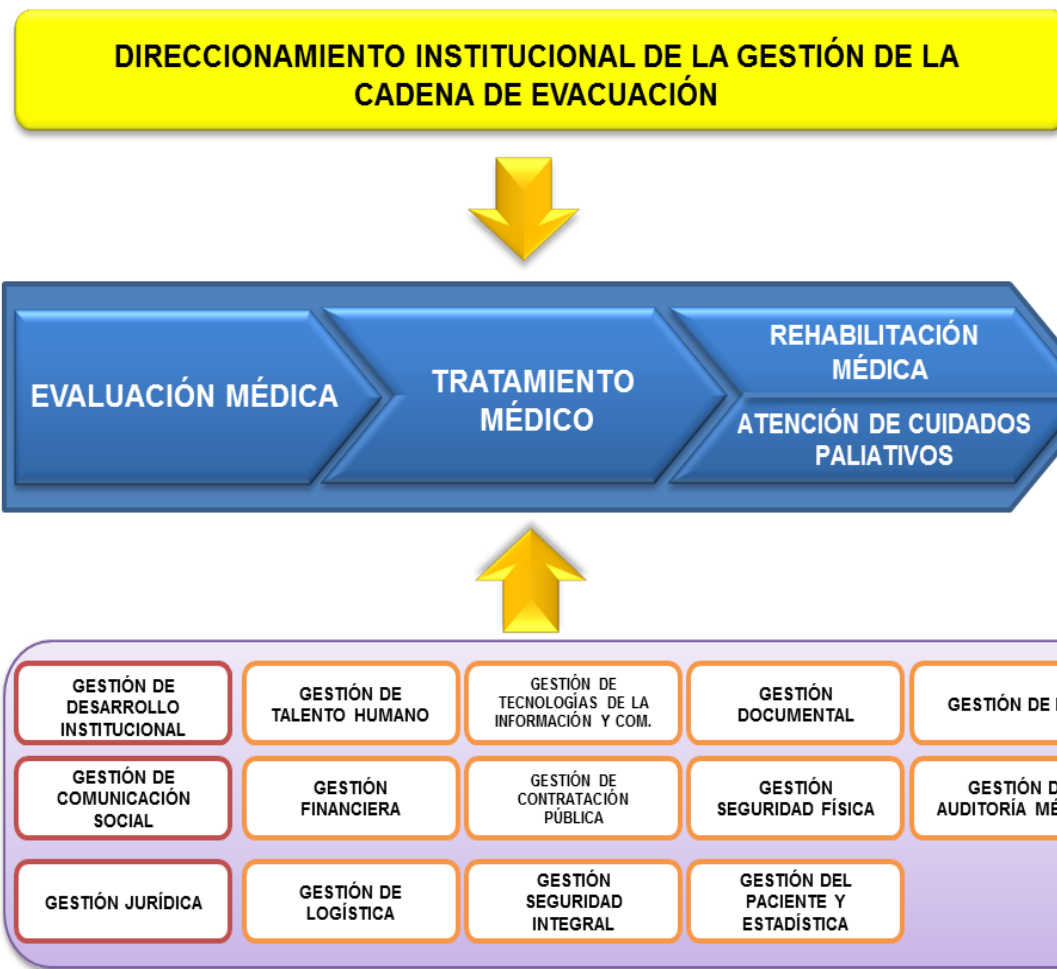 DIRECCIONAMIENTO INSTITUCIONAL DE LA GESTIÓN DE LA
CADENA DE EVACUACIÓN
EVALUACIÓN MÉDICA
TRATAMIENTO
MÉDICO
REHABILITACIÓN
MÉDICA
ATENCIÓN DE CUIDADOS
PALIATIVOS
GESTIÓN DE
DESARROLLO
INSTITUCIONAL
GESTIÓN DE
TALENTO HUMANO
GESTIÓN DE
TECNOLOGÍAS DE LA
INFORMACIÓN Y COM.
GESTIÓN
DOCUMENTAL
GESTIÓN DE
GESTIÓN DE
COMUNICACIÓN
SOCIAL
GESTIÓN
FINANCIERA
GESTIÓN DE
CONTRATACIÓN
PÚBLICA
GESTIÓN
SEGURIDAD FÍSICA
GESTIÓN
AUDITORÍA
GESTIÓN JURÍDICA
GESTIÓN DE
LOGÍSTICA
GESTIÓN
SEGURIDAD
INTEGRAL
GESTIÓN DEL
PACIENTE Y
ESTADÍSTICA